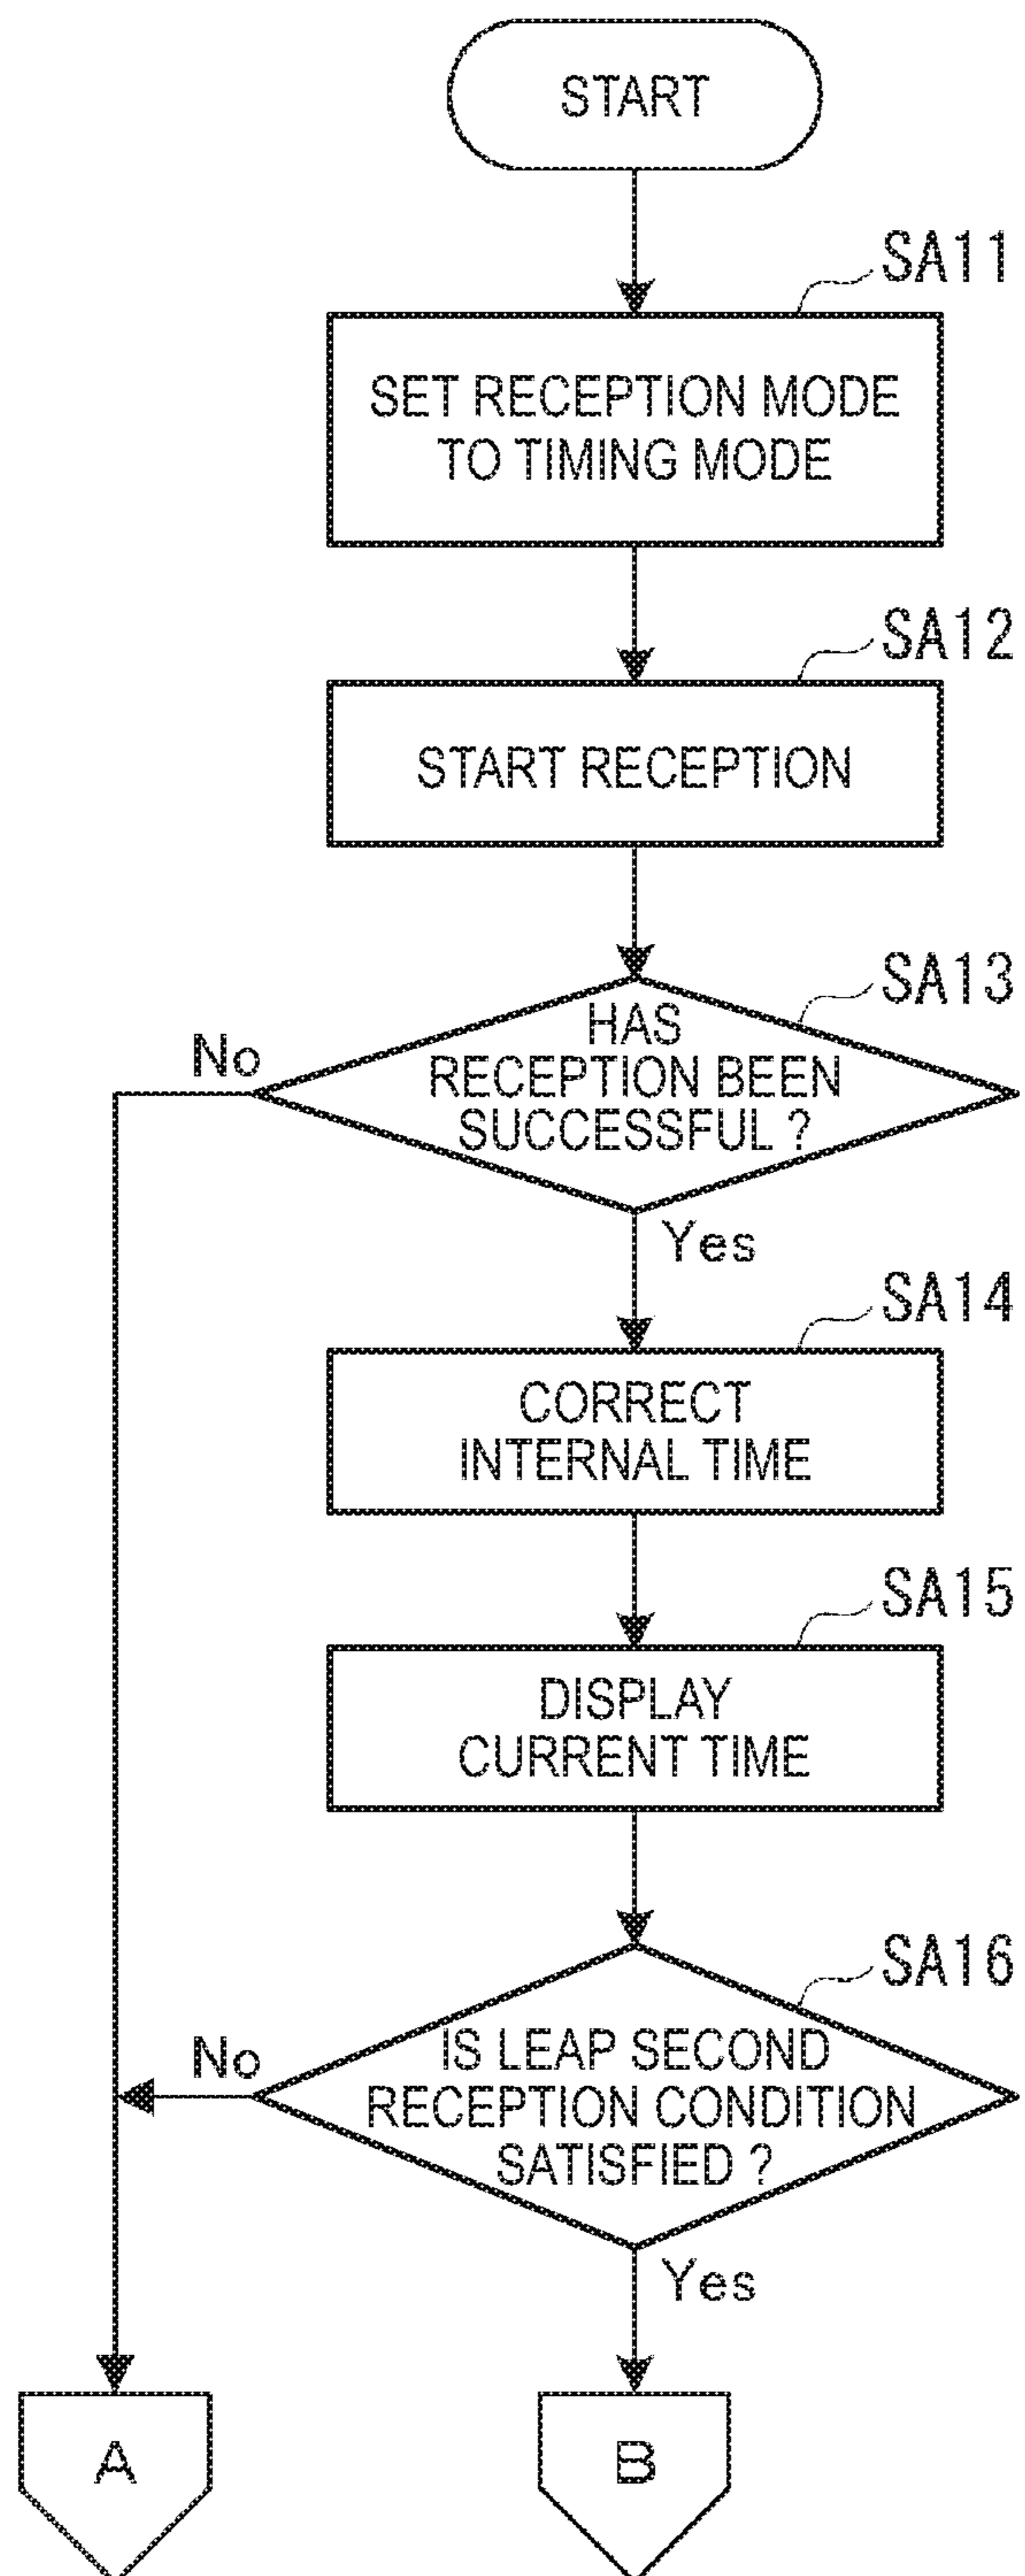 START
SA11
SET RECEPTION MODE
TO TIMING MODE
SA12
START RECEPTION
SA13
HAS
RECEPTION BEEN
SUCCESSFUL ?
No
Yes
SA14
CORRECT
INTERNAL TIME
SA15
DISPLAY
CURRENT TIME
SA16
IS LEAP SECOND
RECEPTION CONDITION
SATISFIED ?
No
Yes
A
B